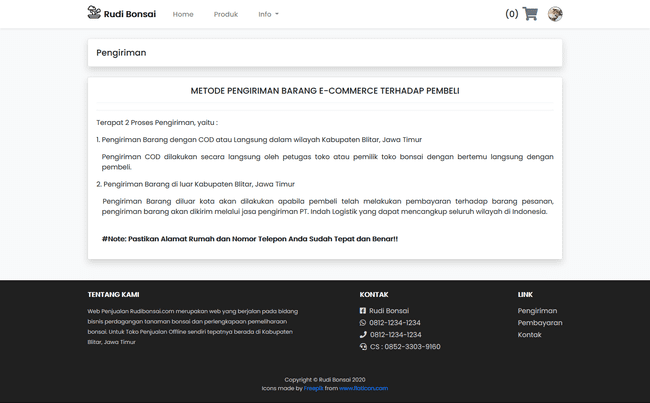 Rudi Bonsai
Home
Produk
Info
(0)
Pengiriman
METODE PENGIRIMAN BARANG E-COMMERCE TERHADAP PEMBELI
Terapat 2 Proses Pengiriman, yaitu :
1. Pengiriman Barang dengan COD atau Langsung dalam wilayah Kabupaten Blitar, Jawa Timur
Pengiriman COD dilakukan secara langsung oleh petugas toko atau pemilik toko bonsai dengan bertemu langsung dengan
pembeli.
2. Pengiriman Barang di luar Kabupaten Blitar, Jawa Timur
Pengiriman Barang diluar kota akan dilakukan apabila pembeli telah melakukan pembayaran terhadap barang pesanan,
pengiriman barang akan dikirim melalui jasa pengiriman PT. Indah Logistik yang dapat mencangkup seluruh wilayah di Indonesia.
#Note: Pastikan Alamat Rumah dan Nomor Telepon Anda Sudah Tepat dan Benar!!
TENTANG KAMI
Web Penjualan Rudibonsai.com merupakan web yang berjalan pada bidang
bisnis perdagangan tanaman bonsai dan perlengkapaan pemeliharaan
bonsai. Untuk Toko Penjualan Offline sendiri tepatnya berada di Kabupaten
Blitar, Jawa Timur
KONTAK
Rudi Bonsai
0812-1234-1234
0812-1234-1234
CS : 0852-3303-9160
LINK
Pengiriman
Pembayaran
Kontak
Copyright © Rudi Bonsai 2020
Icons made by Freepik from www.flaticon.com